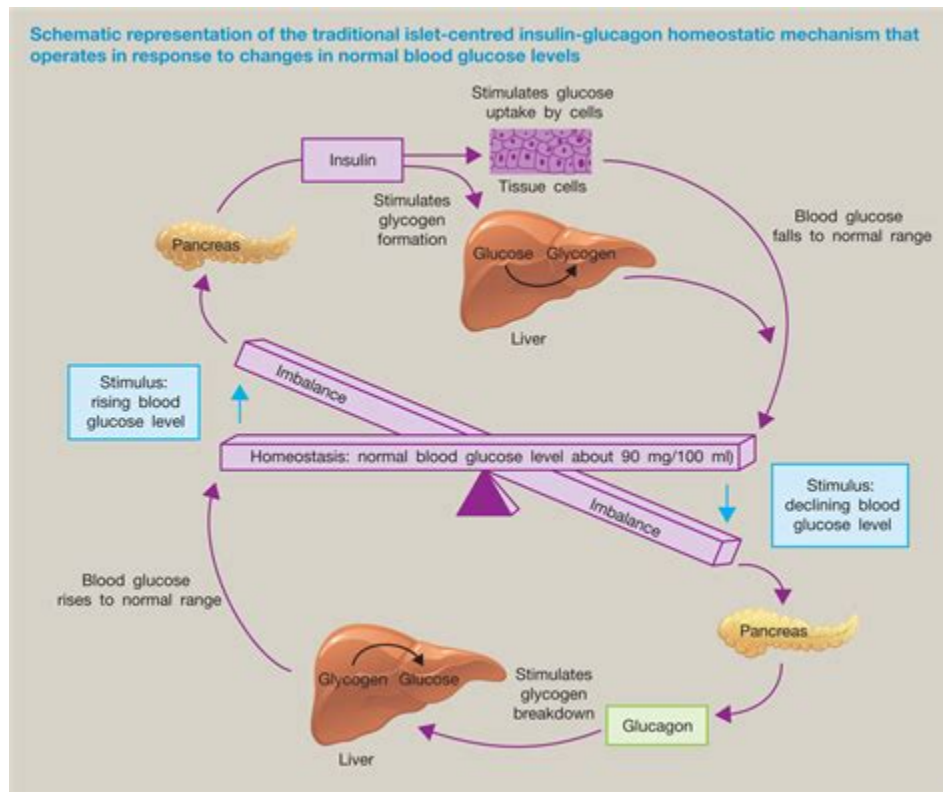 Schematic representation of the traditional islet-centred insulin-glucagon homeostatic mechanism that
operates in response to changes in normal blood glucose levels
Stimulates glucose
uptake by cells
Insulin
Tissue cells
Stimulates
glycogen
formation
Pancreas
Glucose Glycogen
Liver
Blood glucose
falls to normal range
Stimulus:
rising blood
glucose level
Imbalance
Homeostasis: normal blood glucose level about 90 mg/100 ml)
Imbalance
Stimulus:
declining blood
glucose level
Blood glucose
rises to normal range
Pancreas
Glycogen Glucose
Liver
Stimulates
glycogen
breakdown
Glucagon